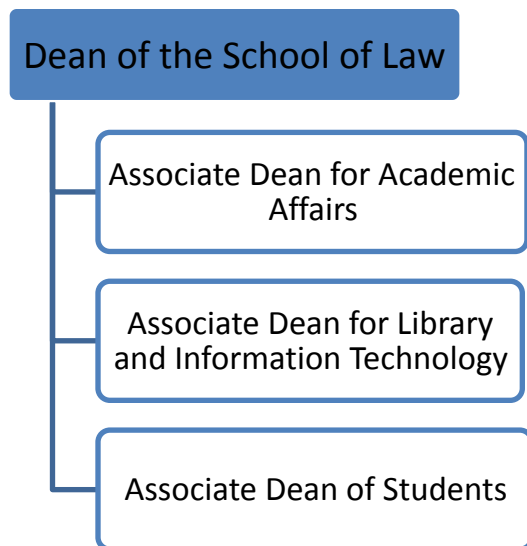 Dean of the School of Law
Associate Dean for Academic
Affairs
Associate Dean for Library
and Information Technology
Associate Dean of Students